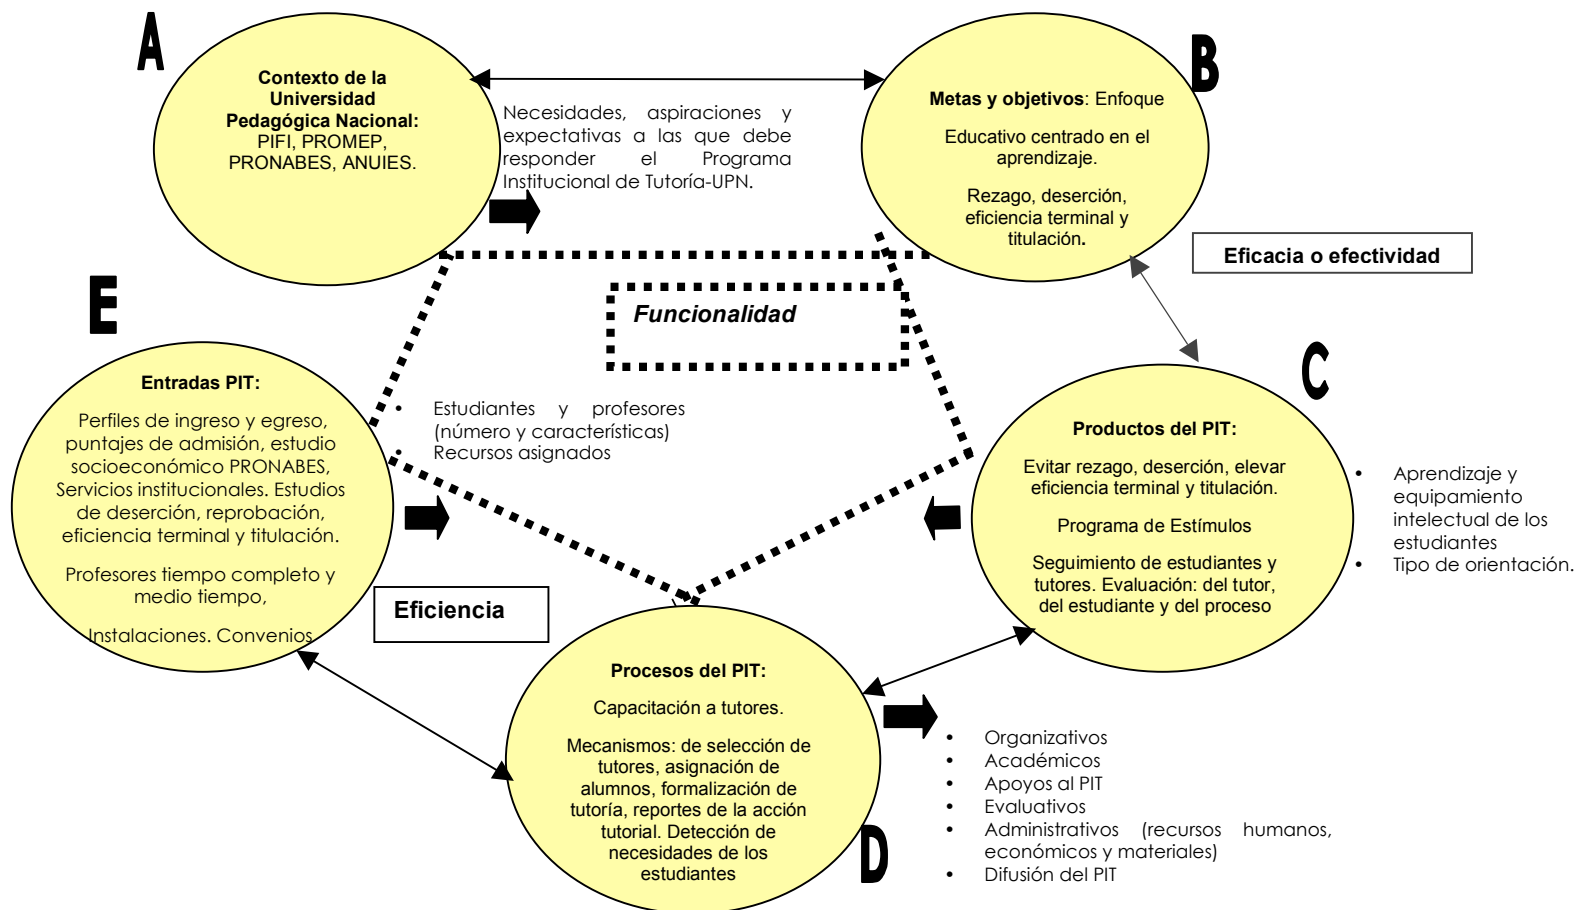 A
Contexto de la
Universidad
Pedagógica Nacional:
PIFI, PROMEP,
PRONABES, ANUIES.
Necesidades, aspiraciones y
expectativas a las que debe
responder el Programa
Institucional de Tutoría-UPN.
B
Metas y objetivos: Enfoque
Educativo centrado en el
aprendizaje.
Rezago, deserción,
eficiencia terminal y
titulación.
Eficacia o efectividad
Funcionalidad
E
Entradas PIT:
Perfiles de ingreso y egreso,
puntajes de admisión, estudio
socioeconómico PRONABES,
Servicios institucionales. Estudios
de deserción, reprobación,
eficiencia terminal y titulación.
Profesores tiempo completo y
medio tiempo,
Instalaciones. Convenios
• Estudiantes y profesores
(número y características)
• Recursos asignados
Eficiencia
C
Productos del PIT:
Evitar rezago, deserción, elevar
eficiencia terminal y titulación.
Programa de Estímulos
Seguimiento de estudiantes y
tutores. Evaluación: del tutor,
del estudiante y del proceso
• Aprendizaje y
equipamiento
intelectual de los
estudiantes
• Tipo de orientación.
Procesos del PIT:
Capacitación a tutores.
Mecanismos: de selección de
tutores, asignación de
alumnos, formalización de
tutoría, reportes de la acción
tutorial. Detección de
necesidades de los
estudiantes
D
• Organizativos
• Académicos
• Apoyos al PIT
• Evaluativos
• Administrativos (recursos humanos,
económicos y materiales)
• Difusión del PIT